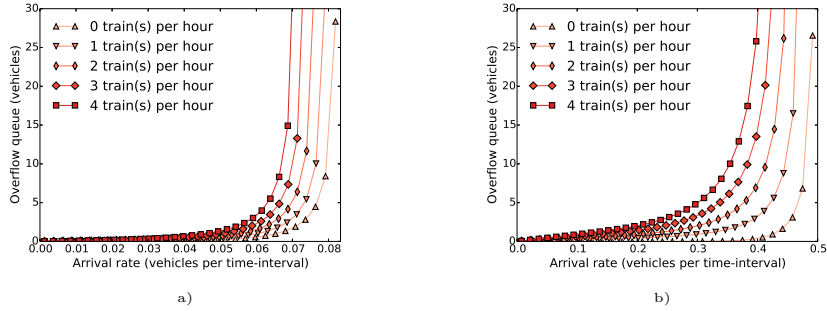 30
25
20
15
10
5
0
Overflow queue (vehicles)
0 train(s) per hour
1 train(s) per hour
2 train(s) per hour
3 train(s) per hour
4 train(s) per hour
0.00 0.01 0.02 0.03 0.04 0.05 0.06 0.07 0.08
Arrival rate (vehicles per time-interval)
a)
30
25
20
15
10
5
0
Overflow queue (vehicles)
0 train(s) per hour
1 train(s) per hour
2 train(s) per hour
3 train(s) per hour
4 train(s) per hour
0.0 0.1 0.2 0.3 0.4 0.5
Arrival rate (vehicles per time-interval)
b)